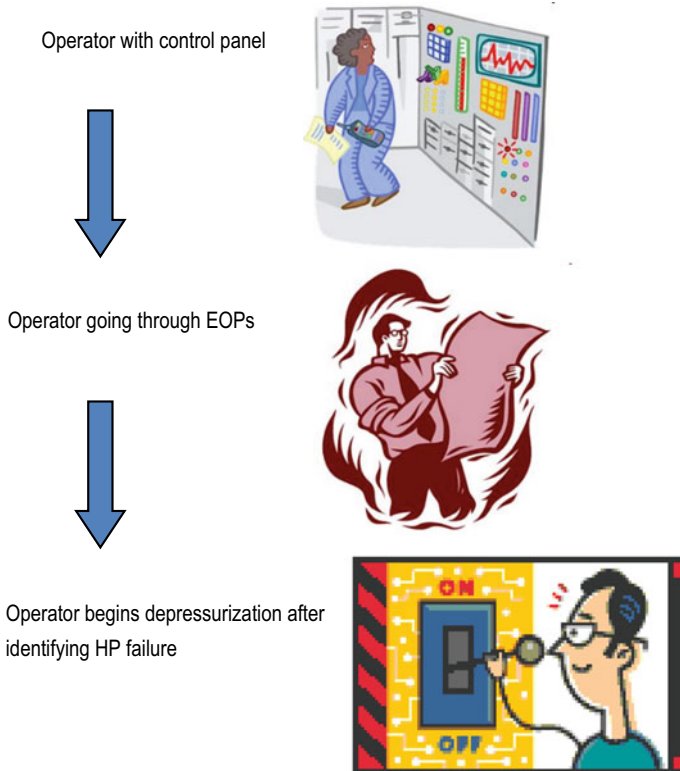 Operator with control panel
Operator going through EOPs
Operator begins depressurization after
identifying HP failure
ON
OFF